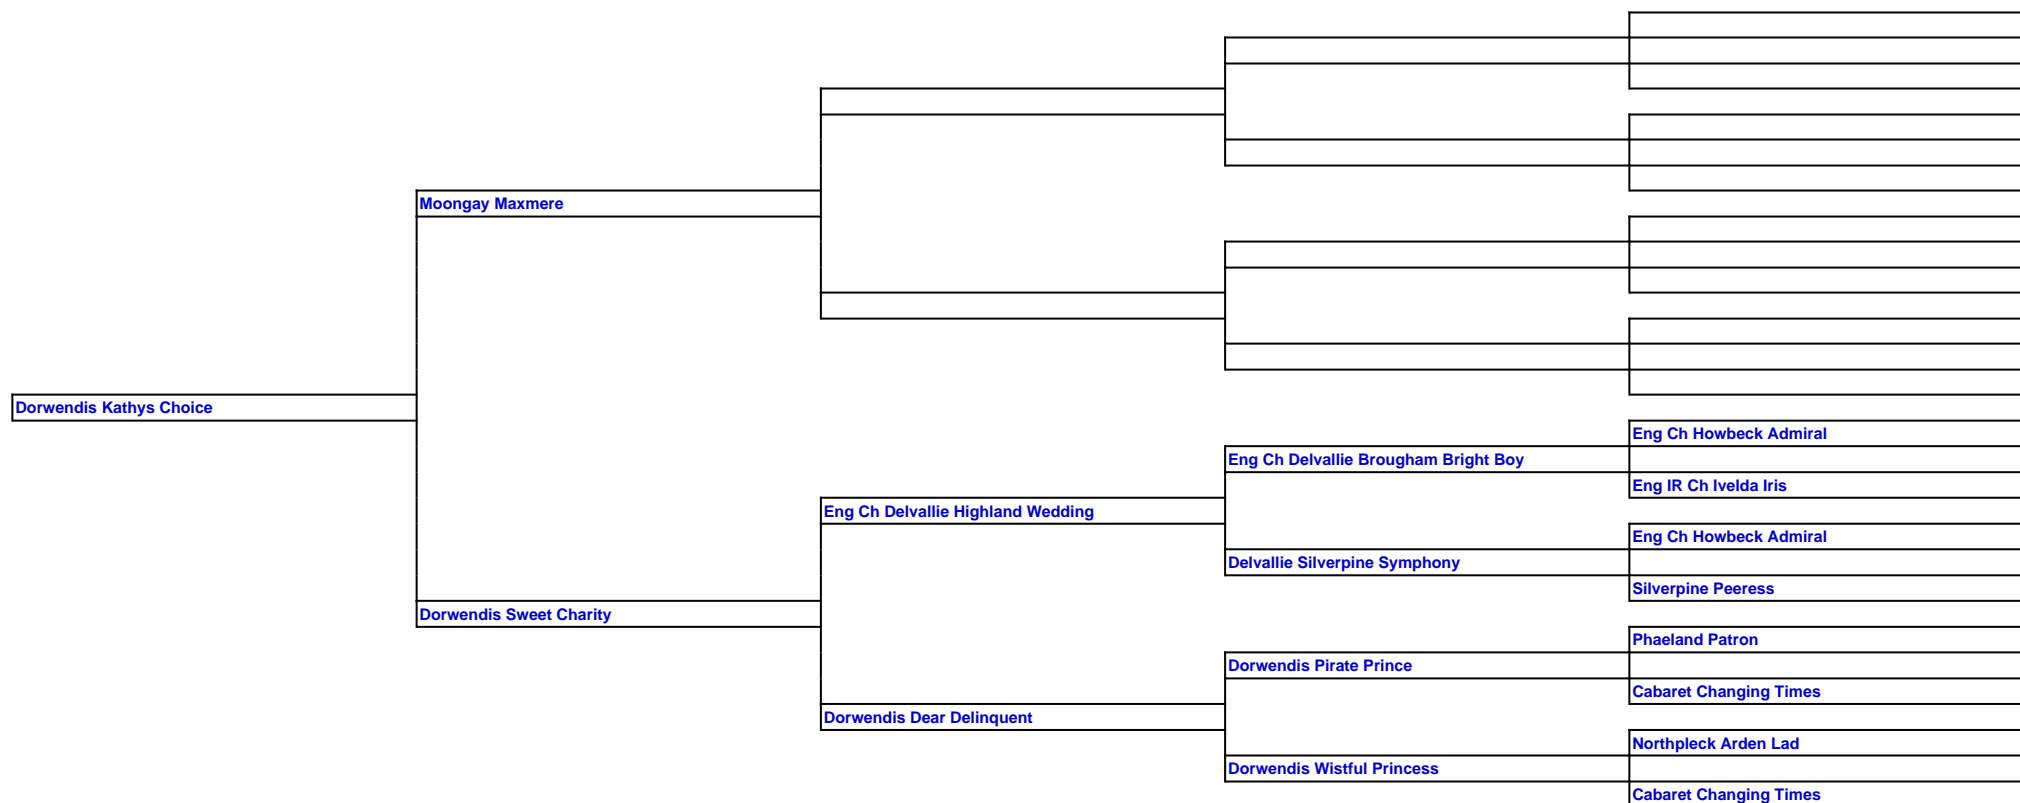 Moongay Maxmere
Dorwendis Kathys Choice
Eng Ch Howbeck Admiral
Eng Ch Delvallie Brougham Bright Boy
Eng IR Ch Ivelda Iris
Eng Ch Delvallie Highland Wedding
Eng Ch Howbeck Admiral
Delvallie Silverpine Symphony
Silverpine Peeress
Dorwendis Sweet Charity
Phaeland Patron
Dorwendis Pirate Prince
Cabaret Changing Times
Dorwendis Dear Delinquent
Northpleck Arden Lad
Dorwendis Wistful Princess
Cabaret Changing Times